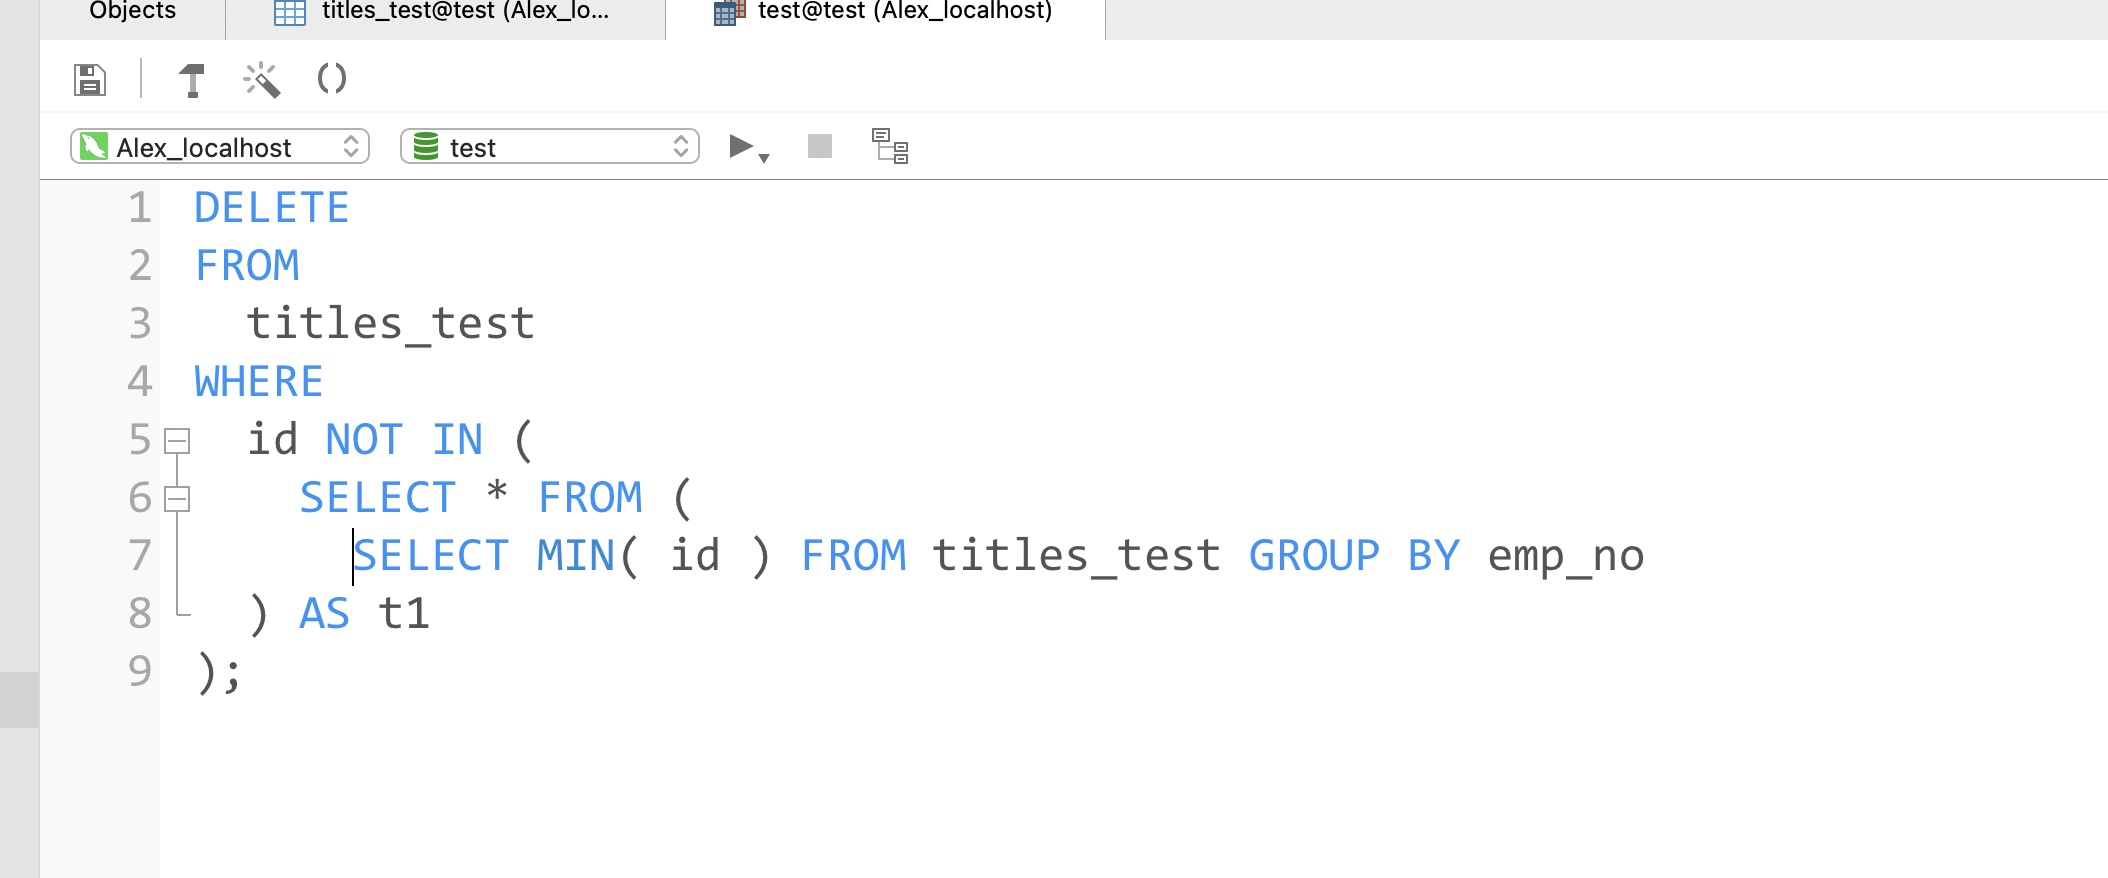 Objects
titles_test@test (Alex_lo...
test@test (Alex_localhost)
Alex_localhost
test
1 DELETE
2 FROM
3 titles_test
4 WHERE
5 id NOT IN (
6 SELECT * FROM (
7 SELECT MIN( id ) FROM titles_test GROUP BY emp_no
8 ) AS t1
9 );